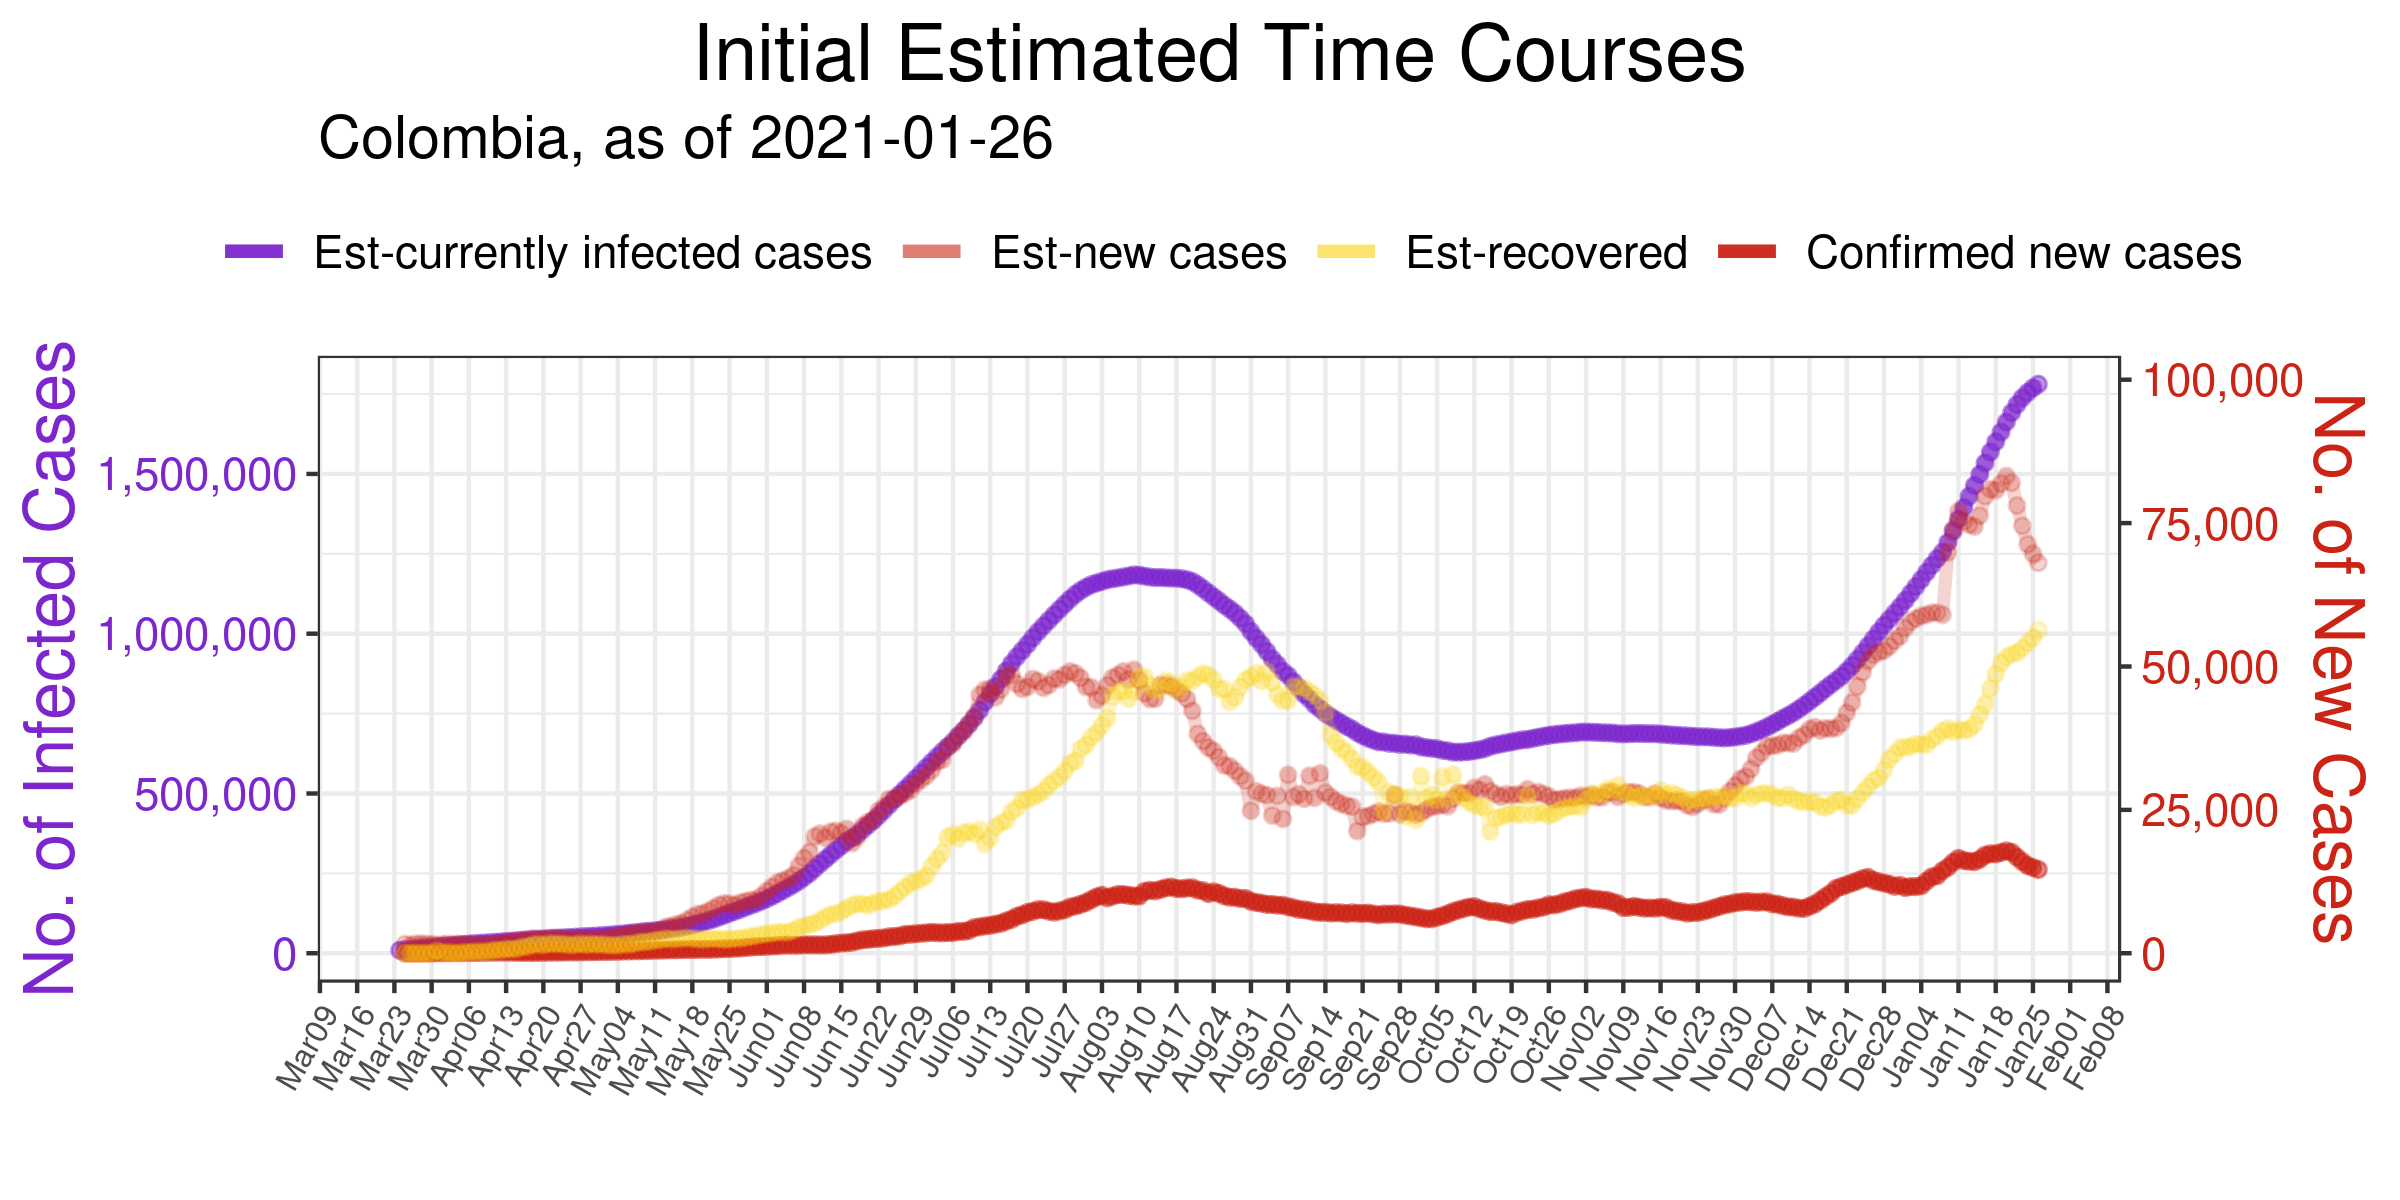 Initial Estimated Time Courses
Colombia, as of 2021-01-26
Est-currently infected cases Est-new cases Est-recovered Confirmed new cases
No. of Infected Cases
1,500,000
1,000,000
500,000
0
100,000
75,000
50,000
25,000
0
No. of New Cases
Mar09
Mar16
Mar23
Mar30
Apr06
Apr13
Apr20
Apr27
May04
May11
May18
May25
Jun01
Jun08
Jun15
Jun22
Jun29
Jul06
Jul13
Jul20
Jul27
Aug03
Aug10
Aug17
Aug24
Aug31
Sep07
Sep14
Sep21
Sep28
Oct05
Oct12
Oct19
Oct26
Nov02
Nov09
Nov16
Nov23
Nov30
Dec07
Dec14
Dec21
Dec28
Jan04
Jan11
Jan18
Jan25
Feb01
Feb08